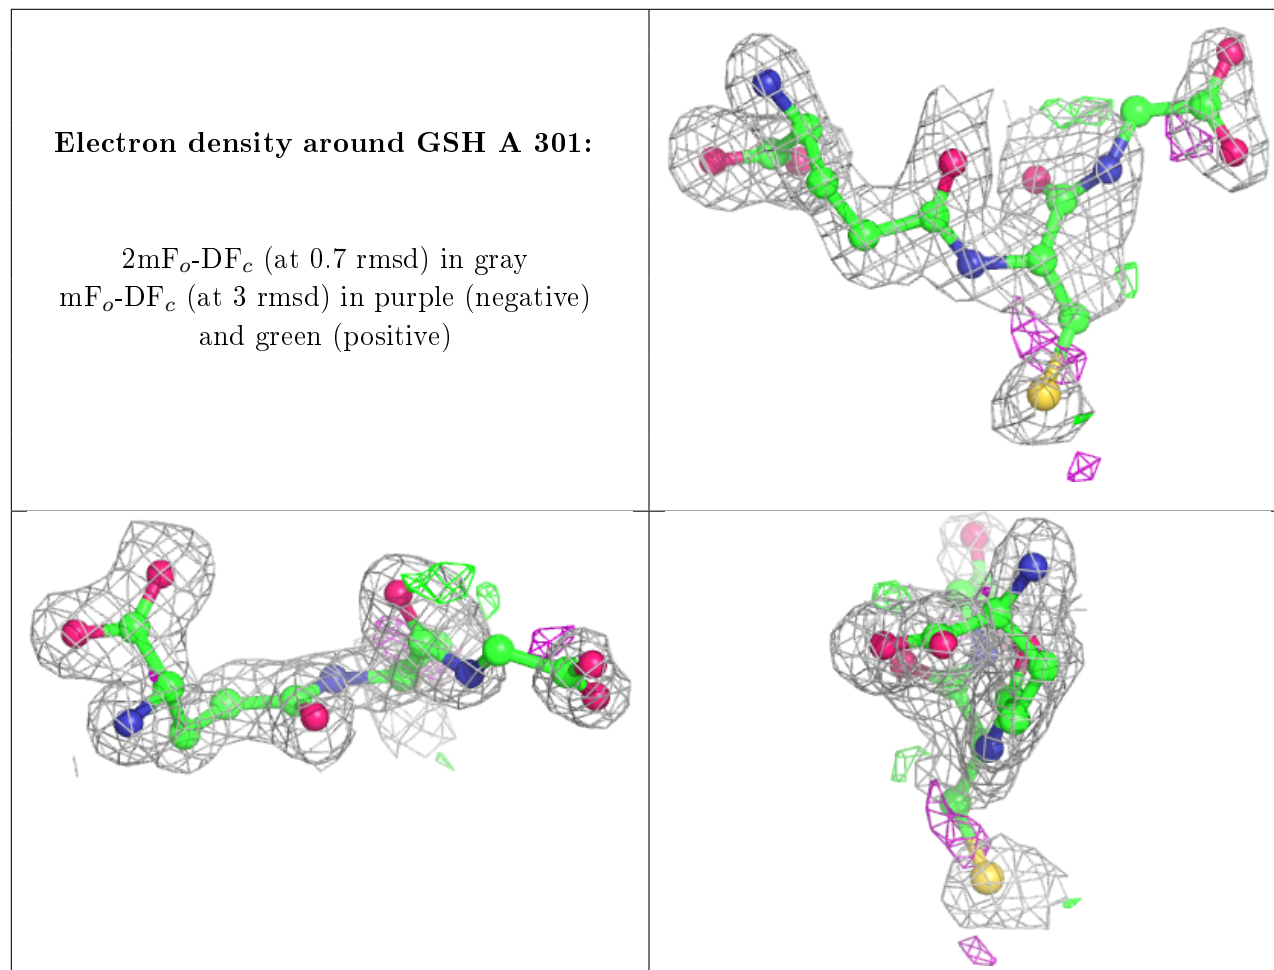 Electron density around GSH A 301:
2mFo-DFc (at 0.7 rmsd) in gray
mFo-DFc (at 3 rmsd) in purple (negative)
and green (positive)